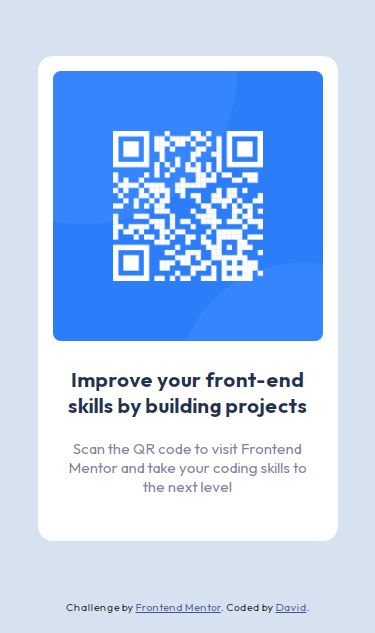 Improve your front-end
skills by building projects
Scan the QR code to visit Frontend
Mentor and take your coding skills to
the next level
Challenge by Frontend Mentor. Coded by David.